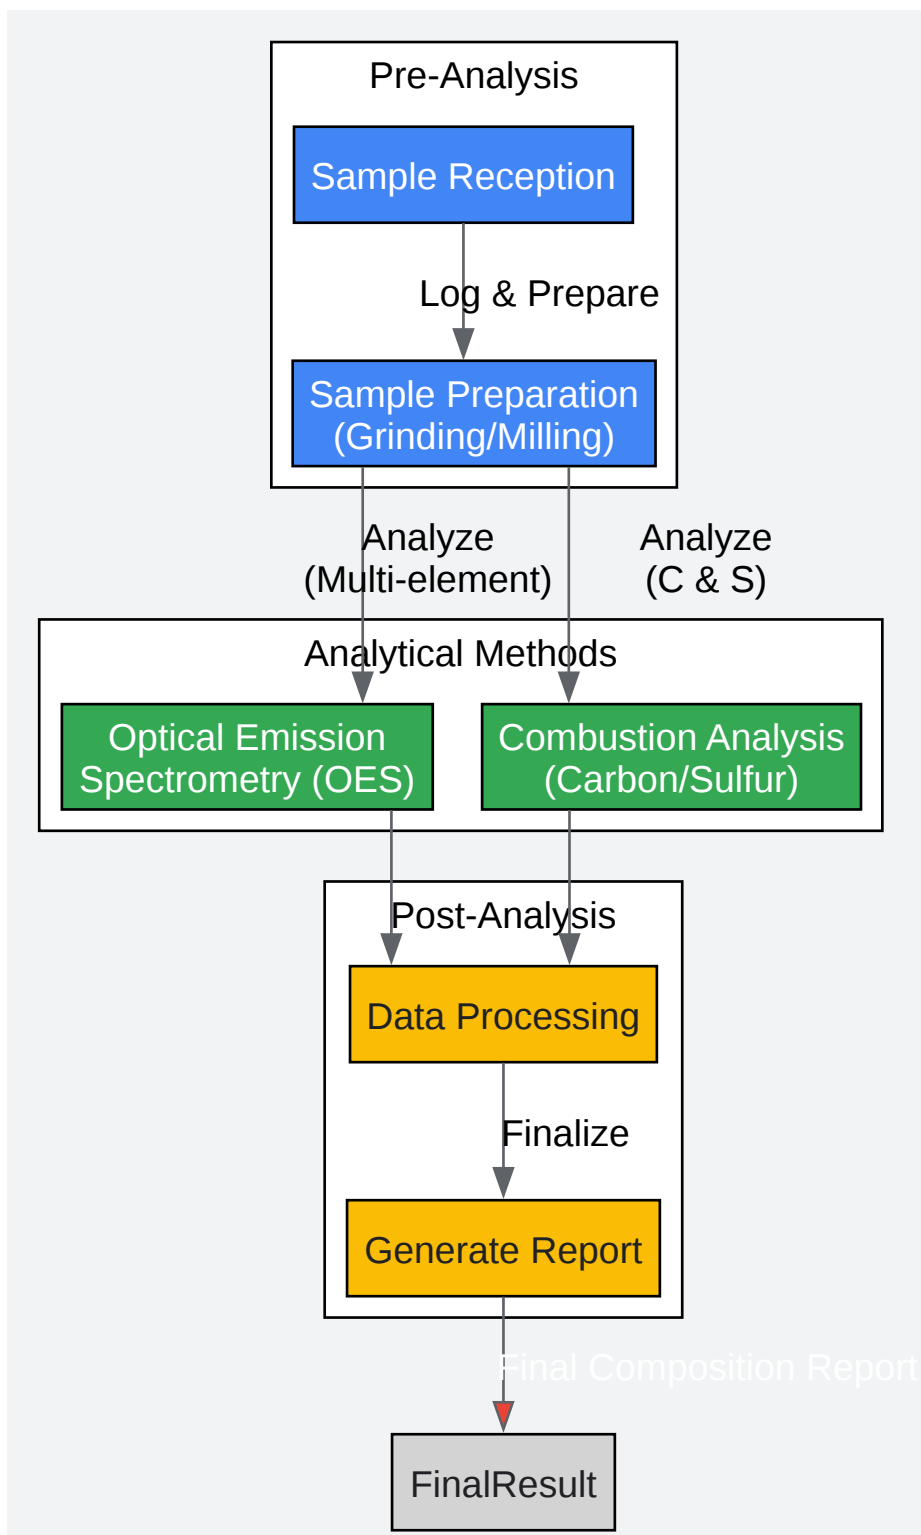 Pre-Analysis
Sample Reception
Log & Prepare
Sample Preparation
(Grinding/Milling)
Analyze
(Multi-element)
Analyze
(C & S)
Analytical Methods
Optical Emission
Spectrometry (OES)
Combustion Analysis
(Carbon/Sulfur)
Post-Analysis
Data Processing
Finalize
Generate Report
Final Composition Report
FinalResult